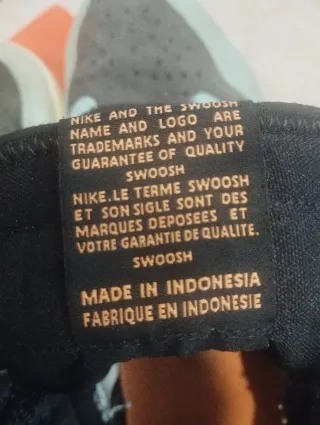 NIKE AND THE SWOOSH
NAME AND LOGO ARE
TRADEMARKS AND YOUR
GUARANTEE OF QUALITY
SWOOSH
NIKE.LE TERME SWOOSH
ET SON SIGLE SONT DES
MARQUES DEPOSEES ET
VOTRE GARANTIE DE QUALITE.
SWOOSH
MADE IN INDONESIA
FABRIQUE EN INDONESIE